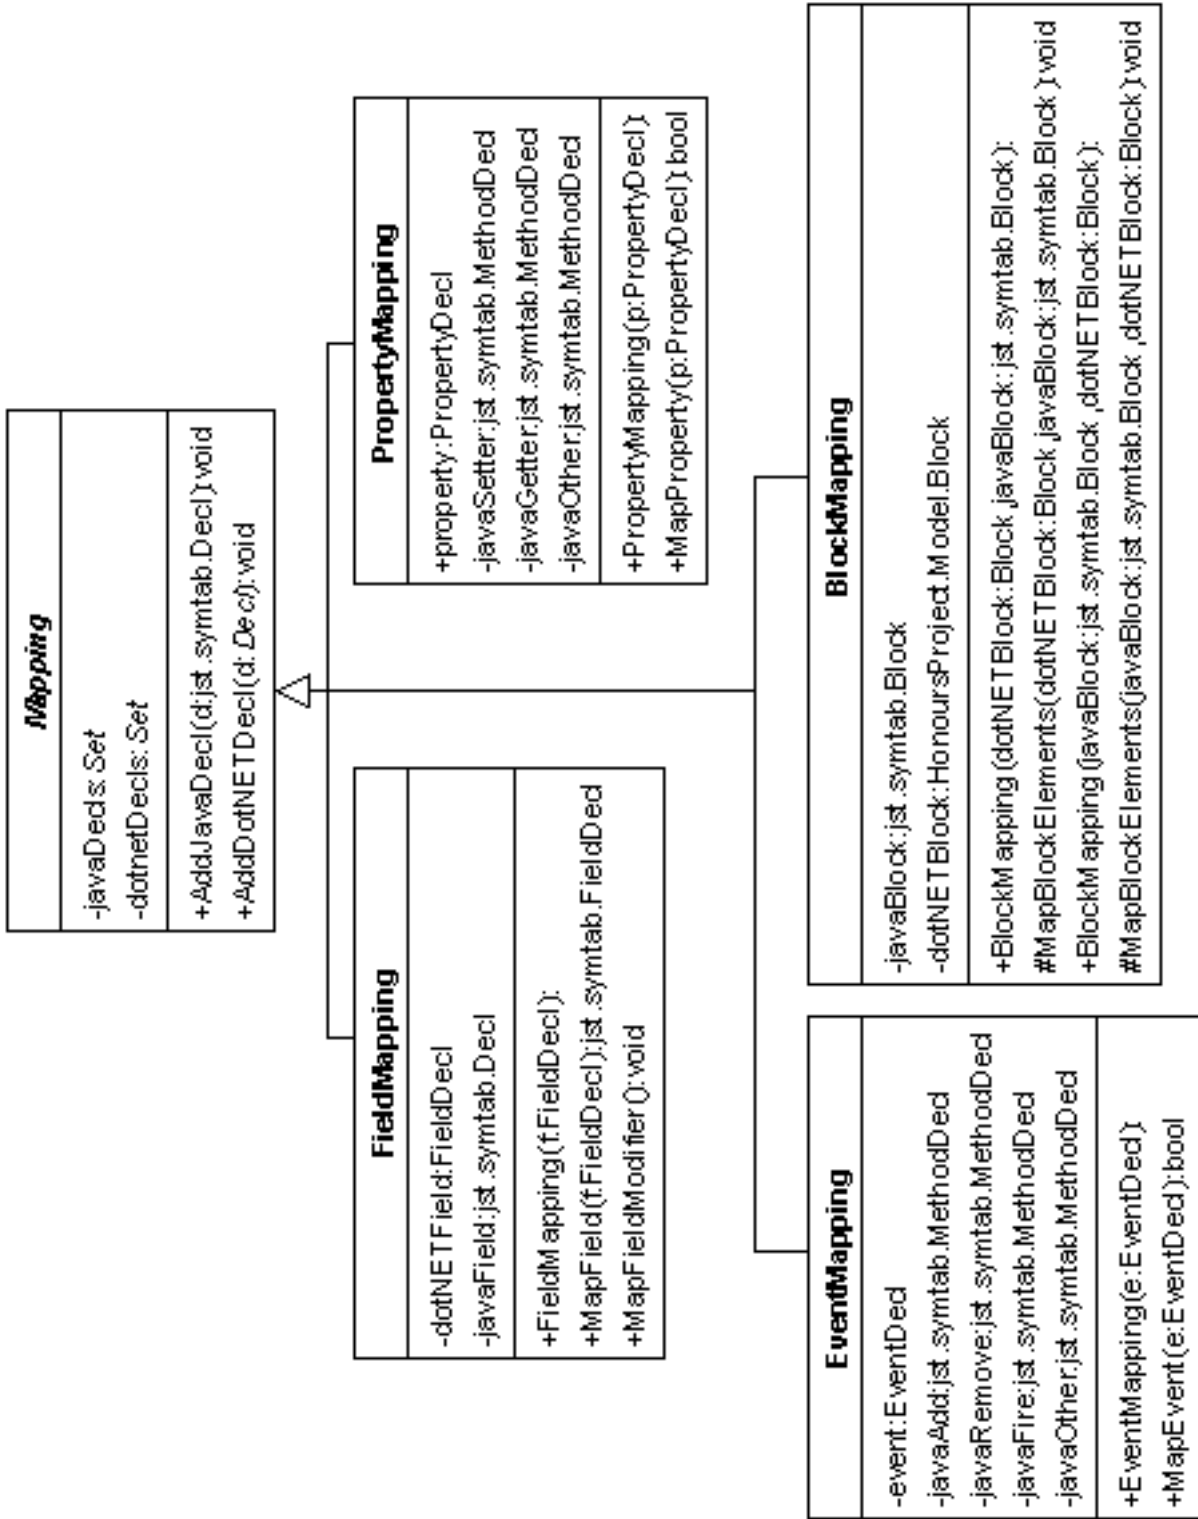 Mapping
-javaDecls: Set
-dotnetDecls: Set
+AddJavaDecl(d:jst.symtab.Decl):void
+AddDotNETDecl(d: Decl):void
FieldMapping
-dotNETField:FieldDecl
-javaField:jst.symtab.Decl
+FieldMapping(f:FieldDecl):
+MapField(f:FieldDecl):jst.symtab.FieldDecl
+MapFieldModifier():void
PropertyMapping
+property:PropertyDecl
-javaSetter:jst.symtab.MethodDecl
-javaGetter:jst.symtab.MethodDecl
-javaOther:jst.symtab.MethodDecl
+PropertyMapping(p:PropertyDecl):
+MapProperty(p:PropertyDecl):bool
EventMapping
-event:EventDecl
-javaAdd:jst.symtab.MethodDecl
-javaRemove:jst.symtab.MethodDecl
-javaFire:jst.symtab.MethodDecl
-javaOther:jst.symtab.MethodDecl
+EventMapping(e:EventDecl):
+MapEvent(e:EventDecl):bool
BlockMapping
-javaBlock:jst.symtab.Block
-dotNETBlock:HonoursProject.Model.Block
+BlockMapping(dotNETBlock:Block,javaBlock:jst.symtab.Block):
#MapBlockElements(dotNETBlock:Block,javaBlock:jst.symtab.Block):void
+BlockMapping(javaBlock:jst.symtab.Block,dotNETBlock:Block):
#MapBlockElements(javaBlock:jst.symtab.Block,dotNETBlock:Block):void